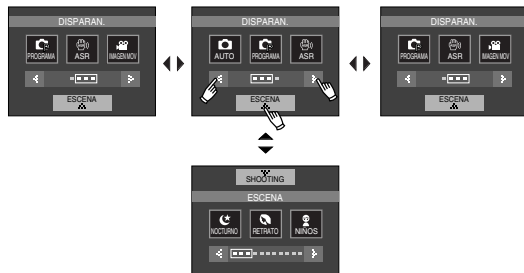 DISPARAN.
PROGRAMA ASR IMAGEN MOV
ESCENA
DISPARAN.
AUTO PROGRAMA ASR
ESCENA
DISPARAN.
PROGRAMA ASR IMAGEN MOV
ESCENA
SHOOTING
ESCENA
NOCTURNO RETRATO NIÑOS